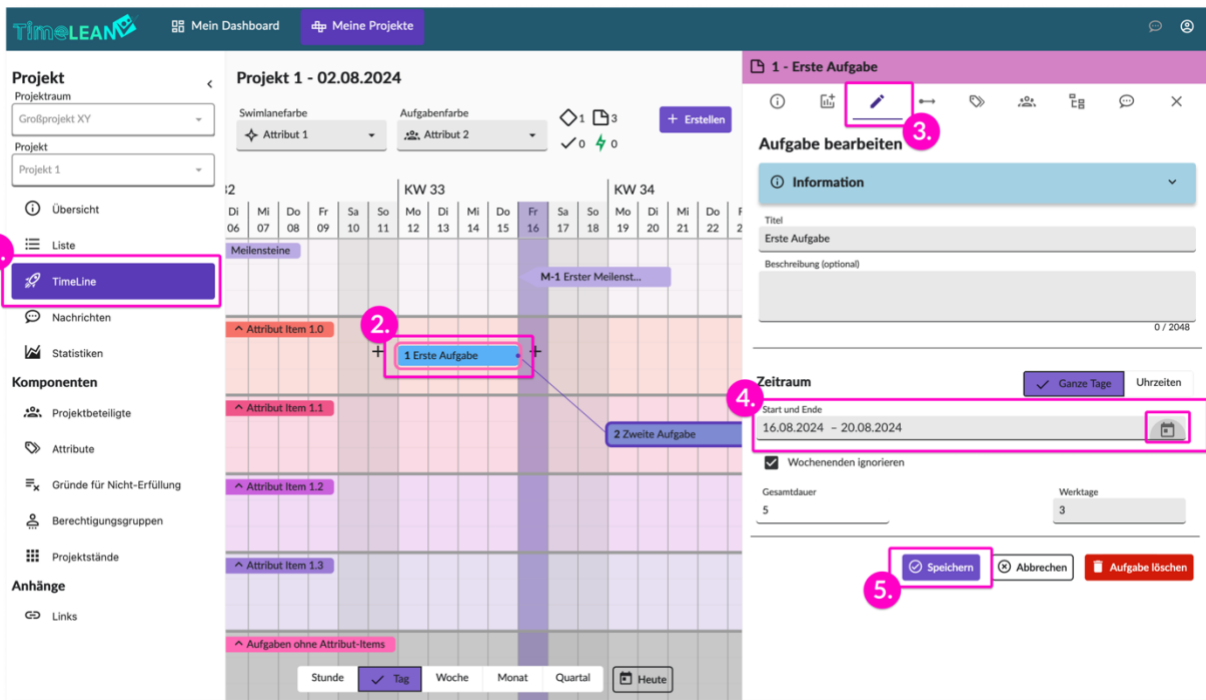 TimeLEAN
Mein Dashboard
Meine Projekte
Projekt
Projektraum
Großprojekt XY
Projekt
Projekt 1
Übersicht
Liste
TimeLine
Nachrichten
Statistiken
Komponenten
Projektbeteiligte
Attribute
Gründe für Nicht-Erfüllung
Berechtigungsgruppen
Projektstände
Anhänge
Links
Projekt 1 - 02.08.2024
Swimlanefarbe
Attribut 1
Aufgabenfarbe
Attribut 2
1 3
0 0
+ Erstellen
32 KW 33 KW 34
Di Mi Do Fr Sa So Mo Di Mi Do Fr Sa So Mo Di Mi Do F
06 07 08 09 10 11 12 13 14 15 16 17 18 19 20 21 22 2
Meilensteine
M-1 Erster Meilenst...
Attribut Item 1.0
2.
1 Erste Aufgabe
Attribut Item 1.1
2 Zweite Aufgabe
Attribut Item 1.2
Attribut Item 1.3
Aufgaben ohne Attribut-Items
Stunde Tag Woche Monat Quartal Heute
1 - Erste Aufgabe
3.
Aufgabe bearbeiten
Information
Titel
Erste Aufgabe
Beschreibung (optional)
0 / 2048
Zeitraum
Ganze Tage Uhrzeiten
4.
Start und Ende
16.08.2024 – 20.08.2024
Wochenenden ignorieren
Gesamtdauer
5
Werktage
3
5.
Speichern
Abbrechen
Aufgabe löschen